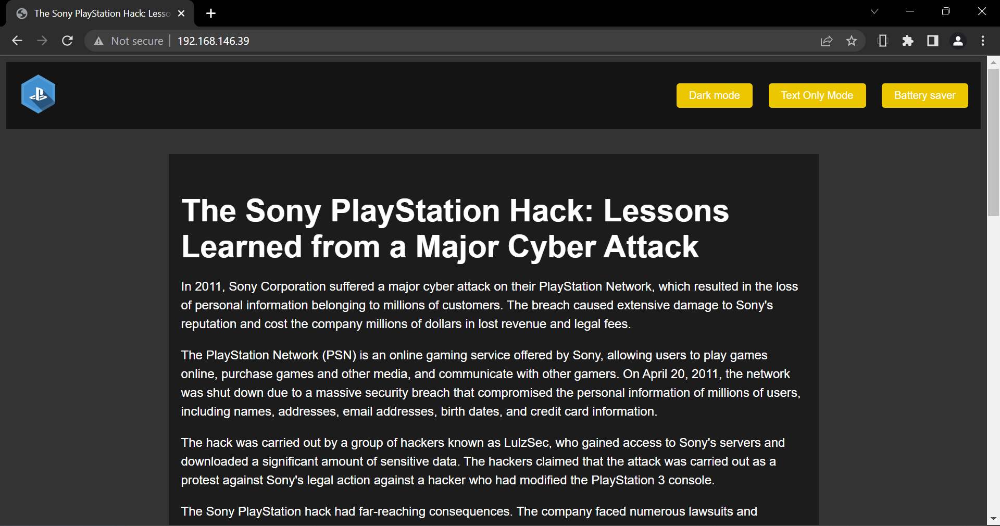 The Sony PlayStation Hack: Lesso
Not secure
192.168.146.39
Dark mode
Text Only Mode
Battery saver
The Sony PlayStation Hack: Lessons
Learned from a Major Cyber Attack
In 2011, Sony Corporation suffered a major cyber attack on their PlayStation Network, which resulted in the loss
of personal information belonging to millions of customers. The breach caused extensive damage to Sony's
reputation and cost the company millions of dollars in lost revenue and legal fees.
The PlayStation Network (PSN) is an online gaming service offered by Sony, allowing users to play games
online, purchase games and other media, and communicate with other gamers. On April 20, 2011, the network
was shut down due to a massive security breach that compromised the personal information of millions of users,
including names, addresses, email addresses, birth dates, and credit card information.
The hack was carried out by a group of hackers known as LulzSec, who gained access to Sony's servers and
downloaded a significant amount of sensitive data. The hackers claimed that the attack was carried out as a
protest against Sony's legal action against a hacker who had modified the PlayStation 3 console.
The Sony PlayStation hack had far-reaching consequences. The company faced numerous lawsuits and